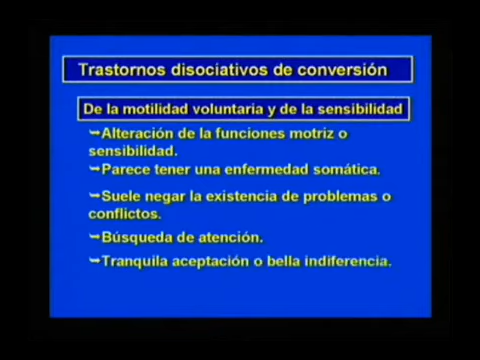 Trastornos disociativos de conversión
De la motilidad voluntaria y de la sensibilidad
➥Alteración de la funciones motriz o
sensibilidad.
➥Parece tener una enfermedad somática.
➥Suele negar la existencia de problemas o
conflictos.
➥Búsqueda de atención.
➥Tranquila aceptación o bella indiferencia.